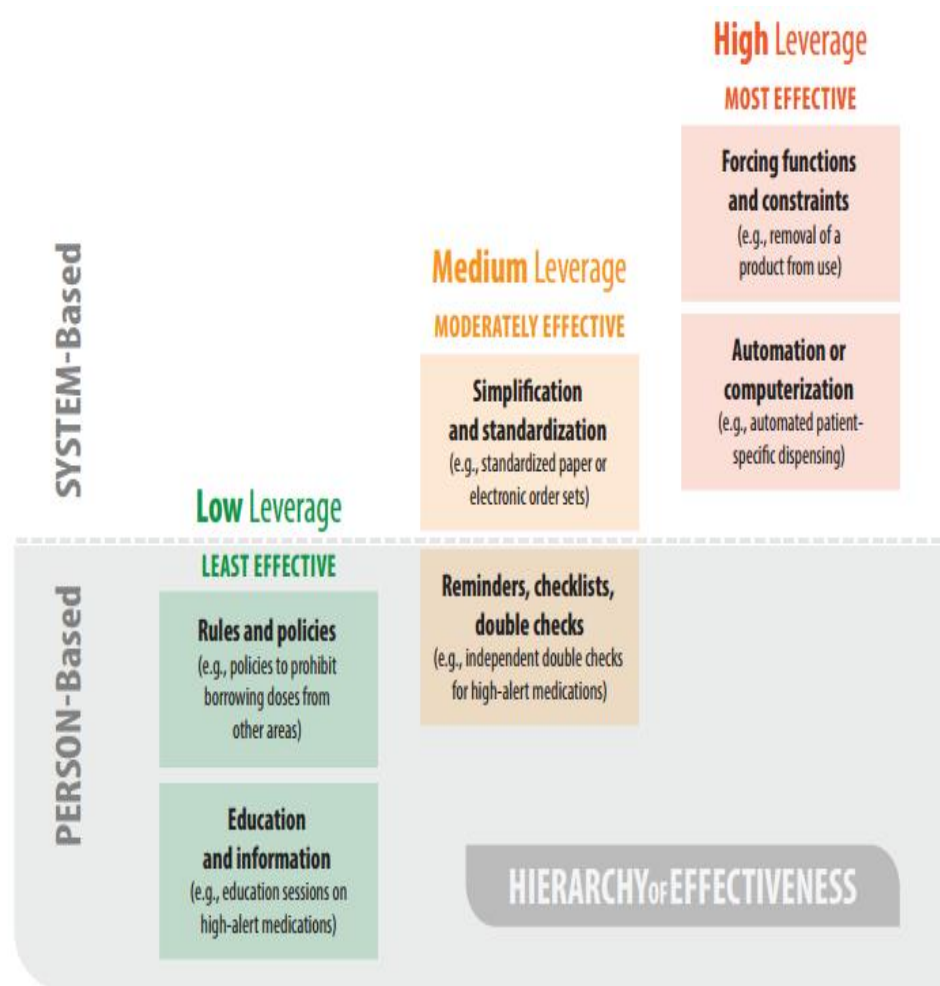 High Leverage
MOST EFFECTIVE
Forcing functions
and constraints
(e.g., removal of a
product from use)
Automation or
computerization
(e.g., automated patient-
specific dispensing)
Medium Leverage
MODERATELY EFFECTIVE
Simplification
and standardization
(e.g., standardized paper or
electronic order sets)
Reminders, checklists,
double checks
(e.g., independent double checks
for high-alert medications)
Low Leverage
LEAST EFFECTIVE
Rules and policies
(e.g., policies to prohibit
borrowing doses from
other areas)
Education
and information
(e.g., education sessions on
high-alert medications)
SYSTEM-Based
PERSON-Based
HIERARCHY OF EFFECTIVENESS